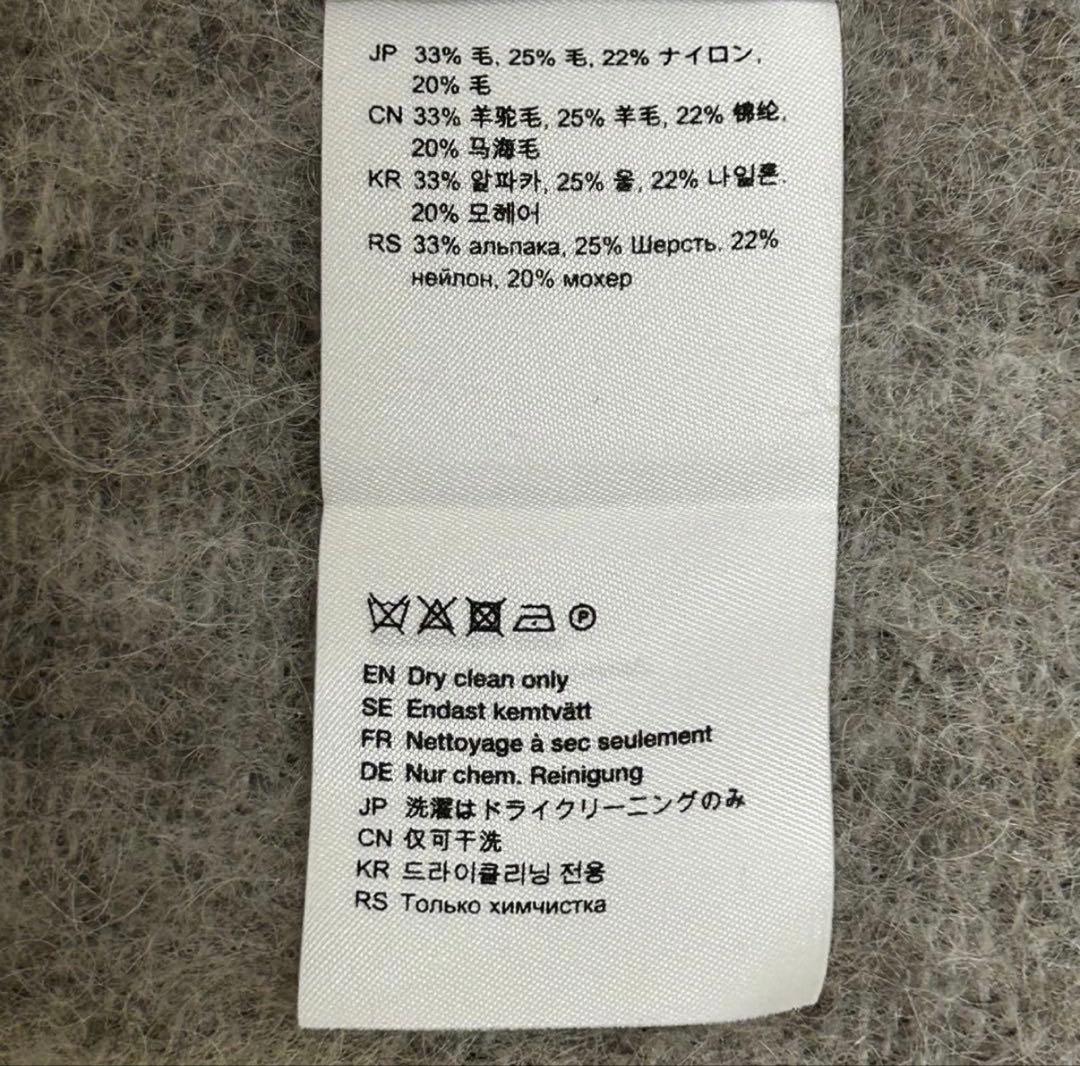 JP 33% 毛, 25% 毛, 22% ナイロン,
20% 毛
CN 33% 羊驼毛, 25% 羊毛, 22% 锦纶,
20% 马海毛
KR 33% 알파카, 25% 울, 22% 나일론.
20% 모헤어
RS 33% альпака, 25% Шерсть. 22%
нейлон, 20% мохер
P
EN Dry clean only
SE Endast kemtvätt
FR Nettoyage à sec seulement
DE Nur chem. Reinigung
JP 洗濯はドライクリーニングのみ
CN 仅可干洗
KR 드라이클리닝 전용
RS Только химчистка